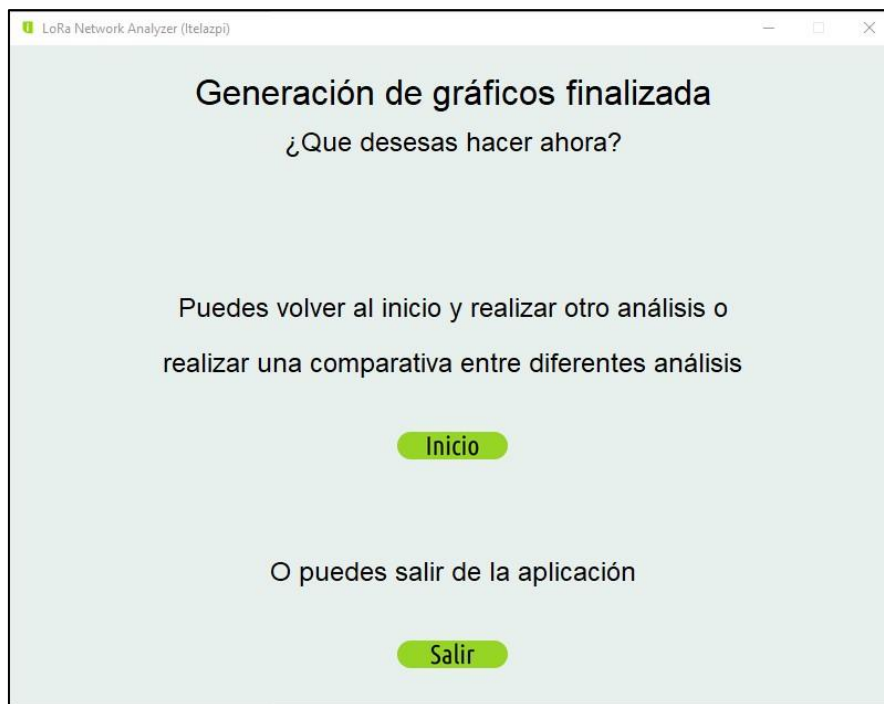 LoRa Network Analyzer (Itelazpi)
Generación de gráficos finalizada
¿Que desesas hacer ahora?
Puedes volver al inicio y realizar otro análisis o
realizar una comparativa entre diferentes análisis
Inicio
O puedes salir de la aplicación
Salir